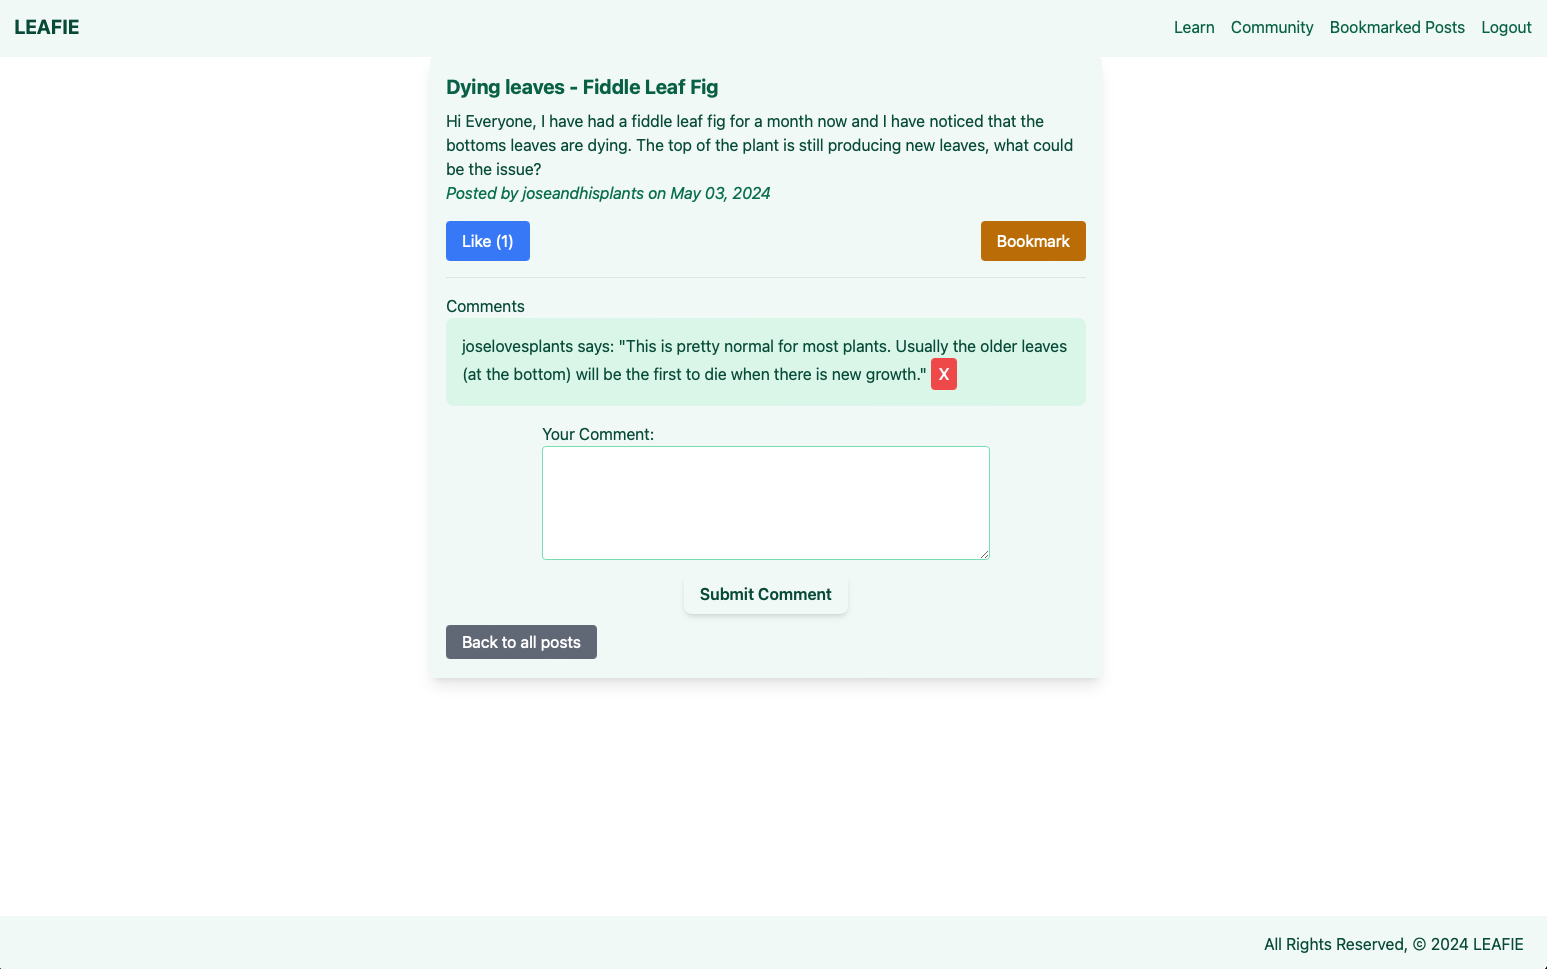 LEAFIE
Learn Community Bookmarked Posts Logout
Dying leaves - Fiddle Leaf Fig
Hi Everyone, I have had a fiddle leaf fig for a month now and I have noticed that the
bottoms leaves are dying. The top of the plant is still producing new leaves, what could
be the issue?
Posted by joseandhisplants on May 03, 2024
Like (1)
Bookmark
Comments
joselovesplants says: "This is pretty normal for most plants. Usually the older leaves
(at the bottom) will be the first to die when there is new growth." X
Your Comment:
Submit Comment
Back to all posts
All Rights Reserved, © 2024 LEAFIE